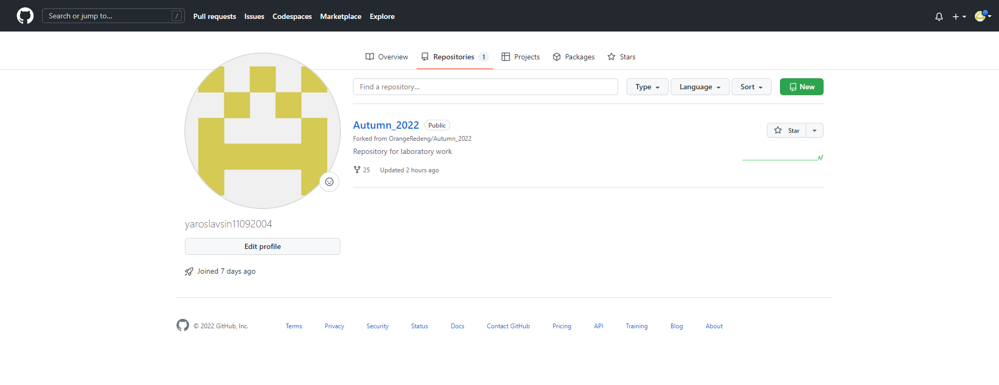 Search or jump to... /
Pull requests Issues Codespaces Marketplace Explore
Overview Repositories 1 Projects Packages Stars
Find a repository... Type Language Sort New
Autumn_2022 Public
Star
Forked from OrangeRedeng/Autumn_2022
Repository for laboratory work
25 Updated 2 hours ago
yaroslavsin11092004
Edit profile
Joined 7 days ago
© 2022 GitHub, Inc. Terms Privacy Security Status Docs Contact GitHub Pricing API Training Blog About